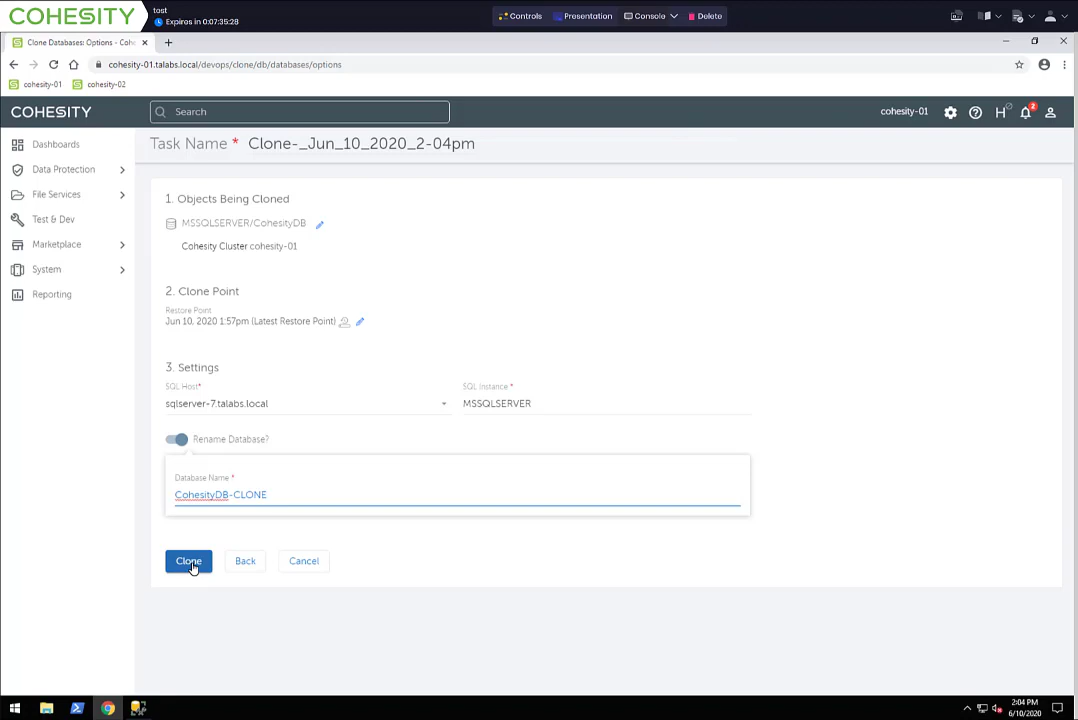 COHESITY
tost
Expires in 0:07:35:28
Controls
Presentation
Console
Delete
Clone Databases: Options - Cohe
cohesity-01.talabs.local/devops/clone/db/databases/options
cohesity-01
cohesity-02
COHESITY
Search
cohesity-01
2
Dashboards
Data Protection
File Services
Test & Dev
Marketplace
System
Reporting
Task Name * Clone-_Jun_10_2020_2-04pm
1. Objects Being Cloned
MSSQLSERVER/CohesityDB
Cohesity Cluster cohesity-01
2. Clone Point
Restore Point
Jun 10, 2020 1:57pm (Latest Restore Point)
3. Settings
SQL Host*
SQL Instance *
sqlserver-7.talabs.local
MSSQLSERVER
Rename Database?
Database Name *
CohesityDB-CLONE
Clone
Back
Cancel
2:04 PM
6/10/2020